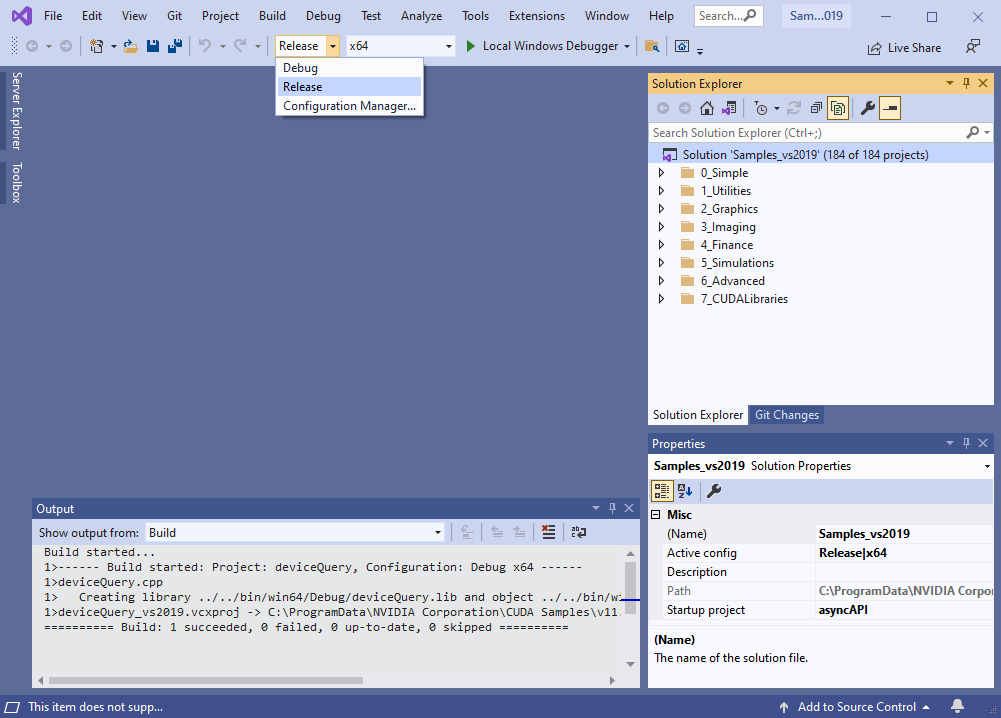 File Edit View Git Project Build Debug Test Analyze Tools Extensions Window Help Search... Sam...019
Release x64 Local Windows Debugger Live Share
Debug
Release
Configuration Manager...
Server Explorer
Toolbox
Solution Explorer
Search Solution Explorer (Ctrl+;)
Solution 'Samples_vs2019' (184 of 184 projects)
0_Simple
1_Utilities
2_Graphics
3_Imaging
4_Finance
5_Simulations
6_Advanced
7_CUDALibraries
Solution Explorer Git Changes
Properties
Samples_vs2019 Solution Properties
Misc
(Name) Samples_vs2019
Active config Release|x64
Description
Path C:\ProgramData\NVIDIA Corpor
Startup project asyncAPI
(Name)
The name of the solution file.
Output
Show output from: Build
Build started...
1>------ Build started: Project: deviceQuery, Configuration: Debug x64 ------
1>deviceQuery.cpp
1>   Creating library ../../bin/win64/Debug/deviceQuery.lib and object ../../bin/wi
1>deviceQuery_vs2019.vcxproj -> C:\ProgramData\NVIDIA Corporation\CUDA Samples\v11.
========== Build: 1 succeeded, 0 failed, 0 up-to-date, 0 skipped ==========
This item does not supp... Add to Source Control